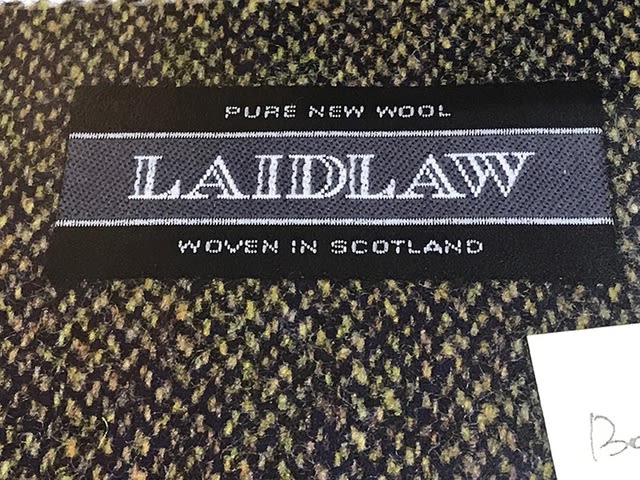 PURE NEW WOOL
LAIDLAW
WOVEN IN SCOTLAND